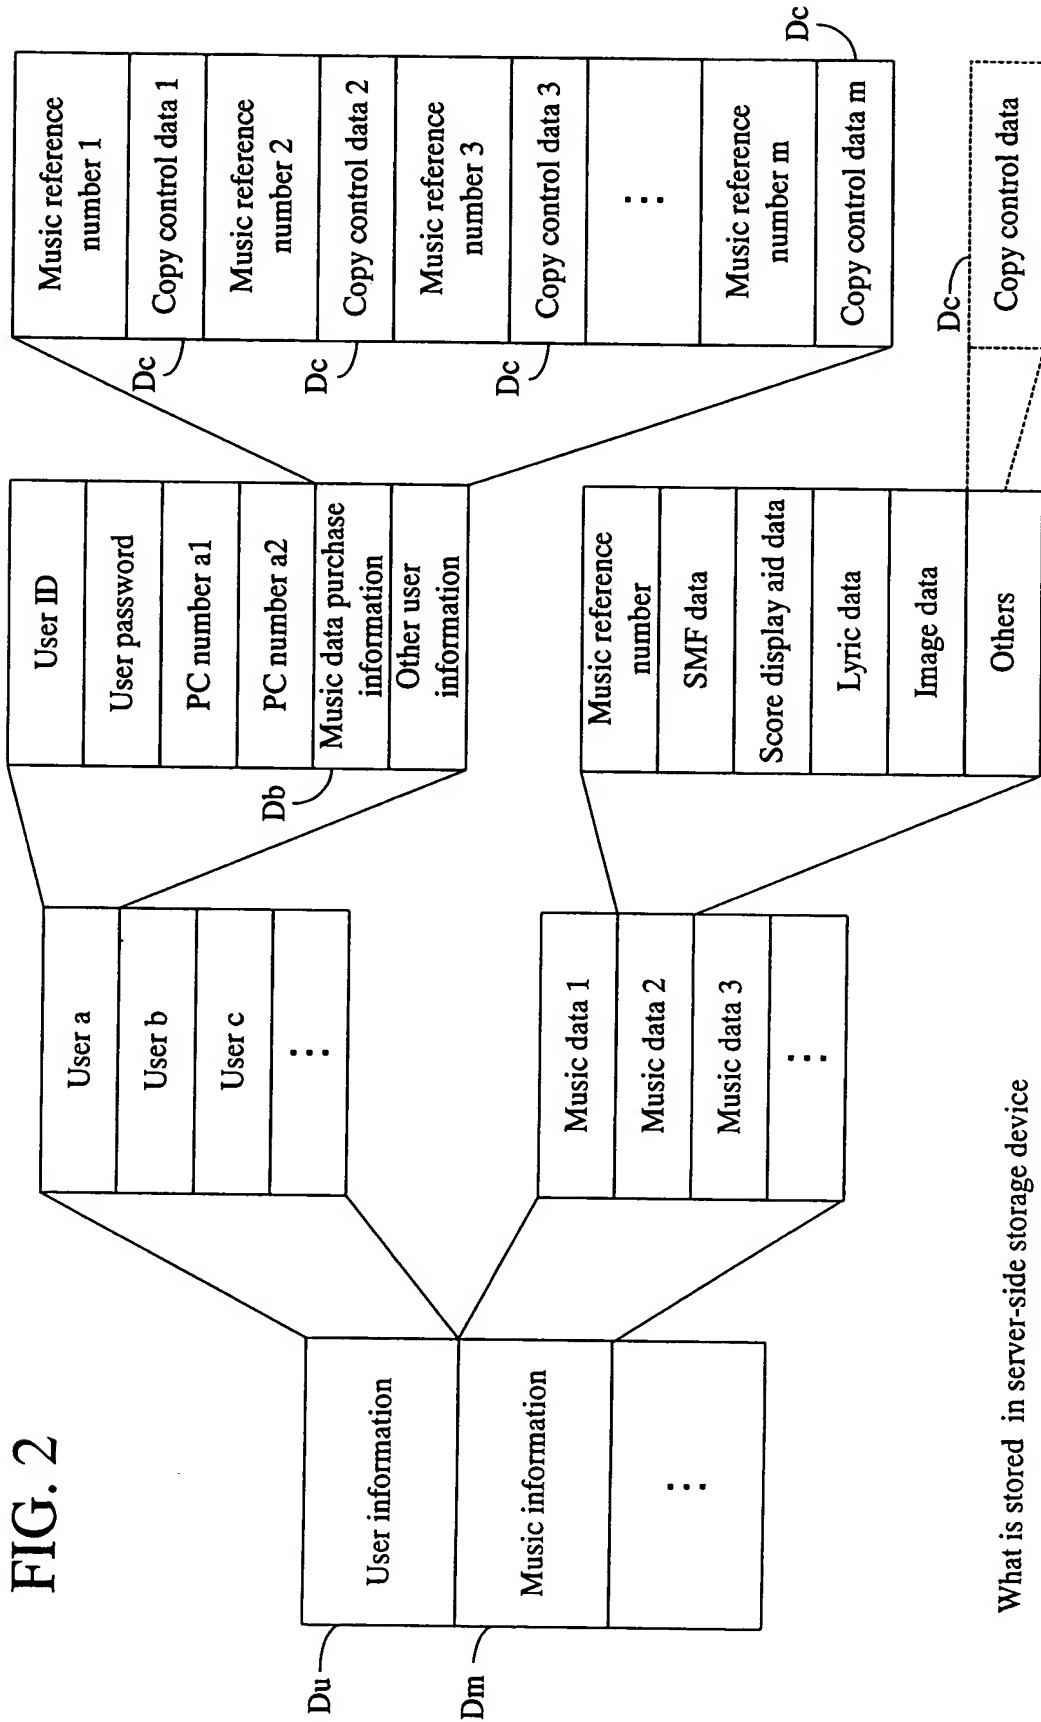 FIG. 2
Du
Dm
User information
Music information
⋮
User a
User b
User c
⋮
Music data 1
Music data 2
Music data 3
⋮
Db
User ID
User password
PC number a1
PC number a2
Music data purchase
information
Other user
information
Music reference
number
SMF data
Score display aid data
Lyric data
Image data
Others
Dc
Dc
Dc
Music reference
number 1
Copy control data 1
Music reference
number 2
Copy control data 2
Music reference
number 3
Copy control data 3
⋮
Music reference
number m
Copy control data m
Dc
Dc
Copy control data
What is stored in server-side storage device